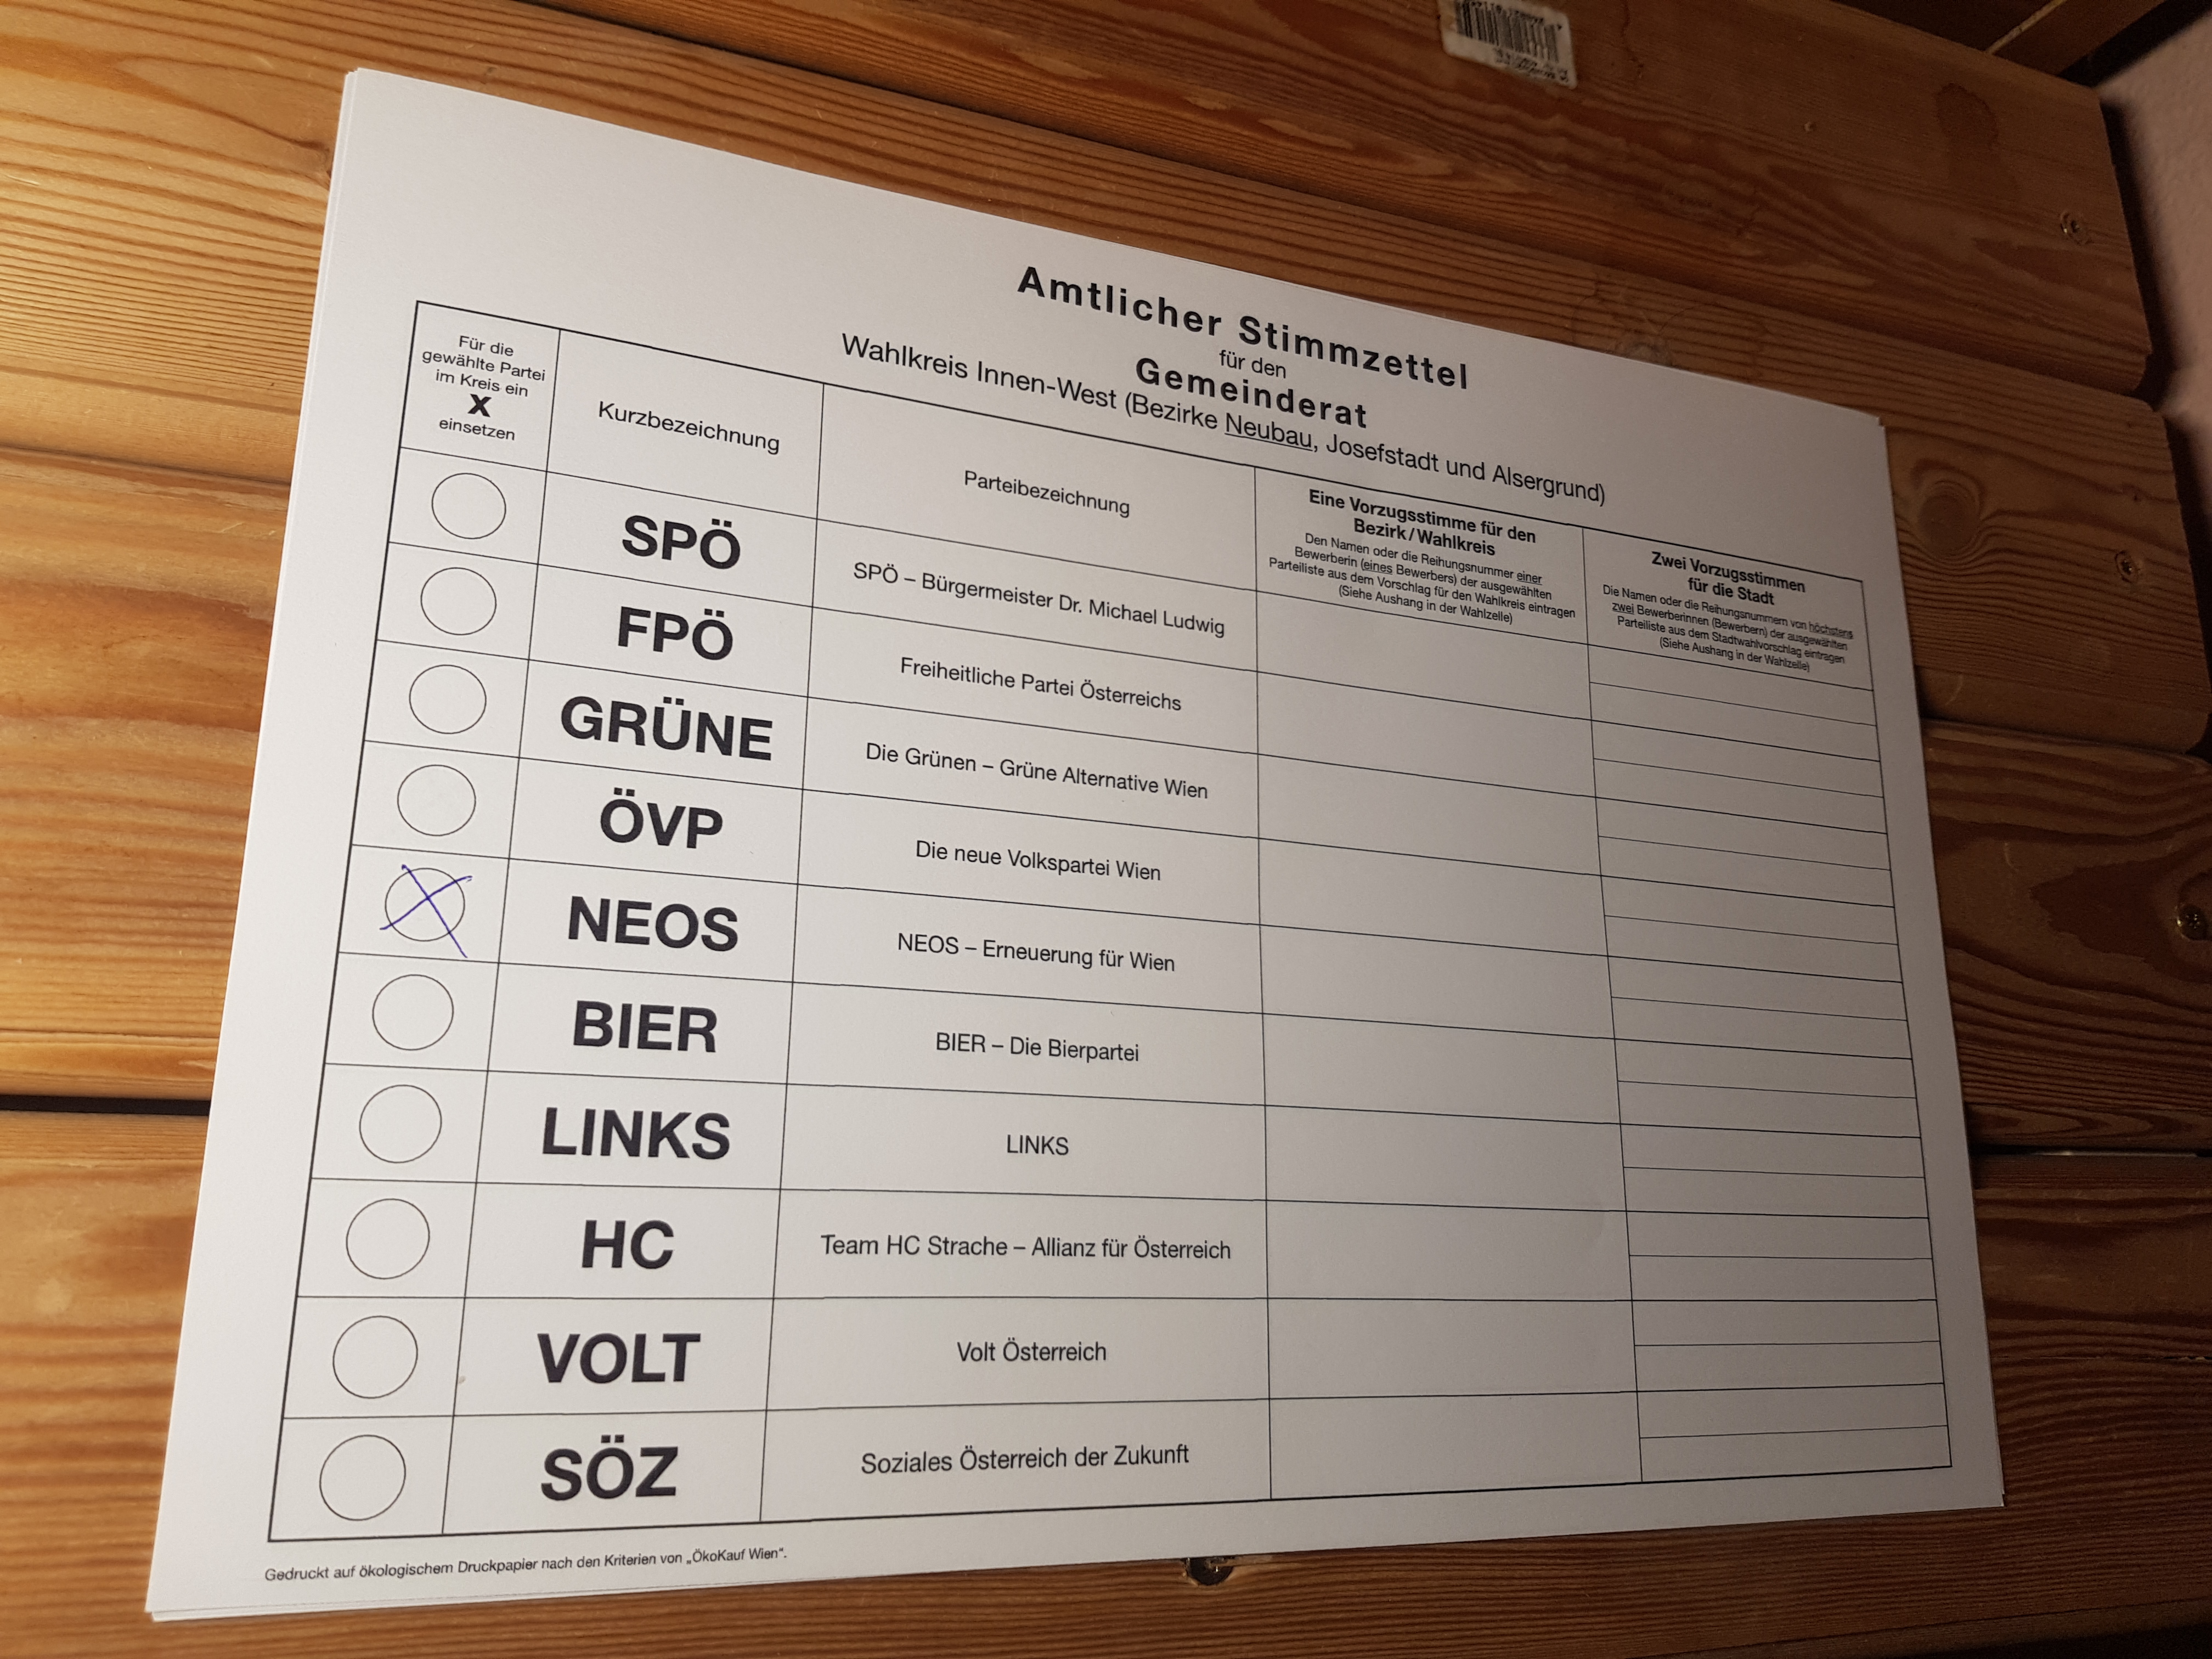 Amtlicher Stimmzettel
für den
Gemeinderat
Wahlkreis Innen-West (Bezirke Neubau, Josefstadt und Alsergrund)
Für die
gewählte Partei
im Kreis ein
X
einsetzen
Kurzbezeichnung
Parteibezeichnung
Eine Vorzugsstimme für den
Bezirk/Wahlkreis
Den Namen oder die Reihungsnummer einer
Bewerberin (eines Bewerbers) der ausgewählten
Parteiliste aus dem Vorschlag für den Wahlkreis eintragen
(Siehe Aushang in der Wahlzelle)
Zwei Vorzugsstimmen
für die Stadt
Die Namen oder die Reihungsnummern von höchstens
zwei Bewerberinnen (Bewerbern) der ausgewählten
Parteiliste aus dem Stadtwahlvorschlag eintragen
(Siehe Aushang in der Wahlzelle)
SPÖ
SPÖ – Bürgermeister Dr. Michael Ludwig
FPÖ
Freiheitliche Partei Österreichs
GRÜNE
Die Grünen – Grüne Alternative Wien
ÖVP
Die neue Volkspartei Wien
X
NEOS
NEOS – Erneuerung für Wien
BIER
BIER – Die Bierpartei
LINKS
LINKS
HC
Team HC Strache – Allianz für Österreich
VOLT
Volt Österreich
SÖZ
Soziales Österreich der Zukunft
Gedruckt auf ökologischem Druckpapier nach den Kriterien von „ÖkoKauf Wien“.